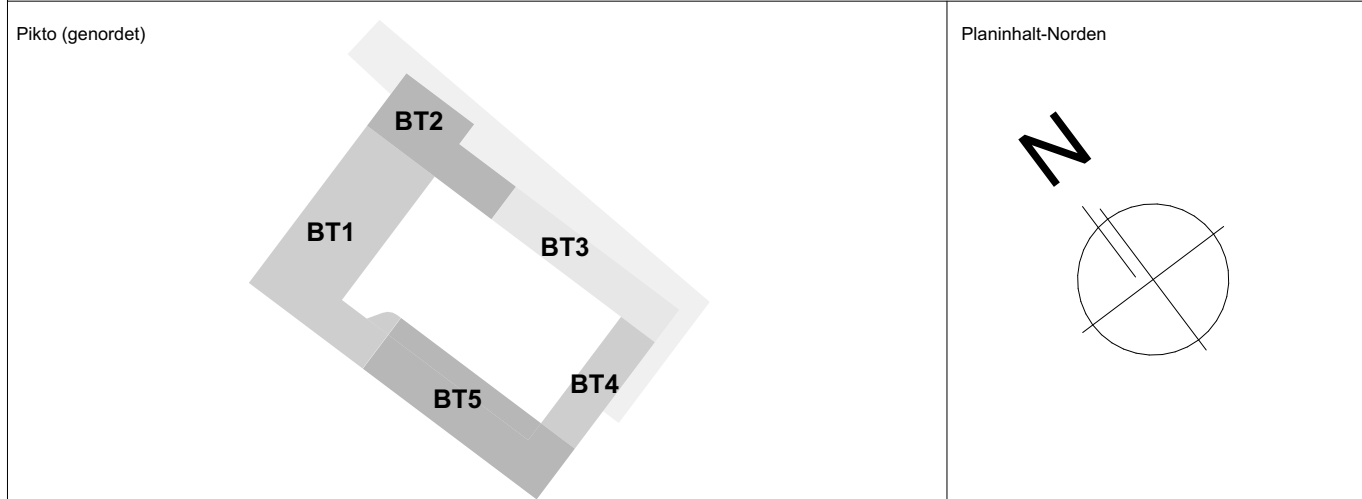 Pikto (genordet)
Planinhalt-Norden
BT2
N
BT1
BT3
BT4
BT5